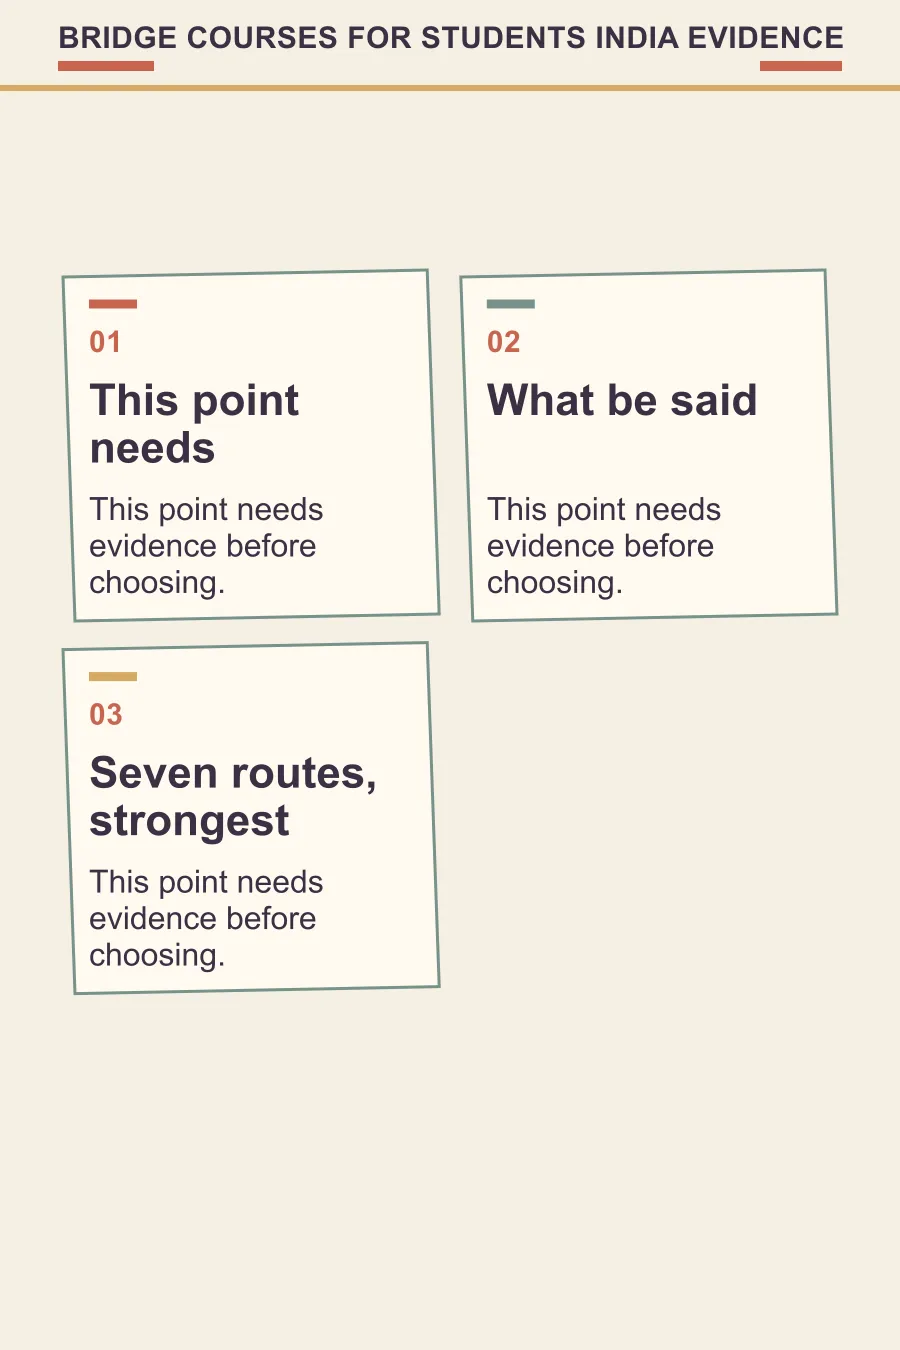 BRIDGE COURSES FOR STUDENTS INDIA EVIDENCE
01
This point
needs
This point needs
evidence before
choosing.
02
What be said
This point needs
evidence before
choosing.
03
Seven routes,
strongest
This point needs
evidence before
choosing.